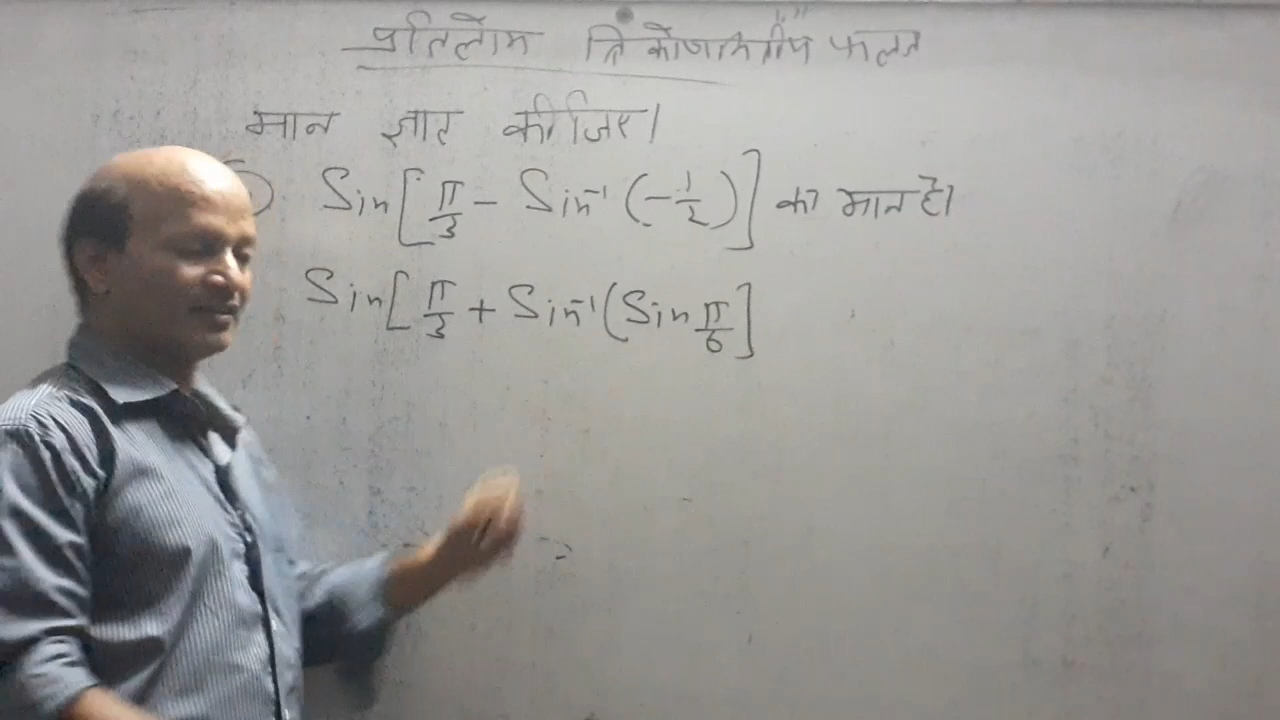 प्रतिलोम त्रिकोणमितीय फलन
मान ज्ञात कीजिए।
Sin[π/3 - Sin⁻¹(-1/2)] का मान है।
Sin[π/3 + Sin⁻¹(Sin π/6]